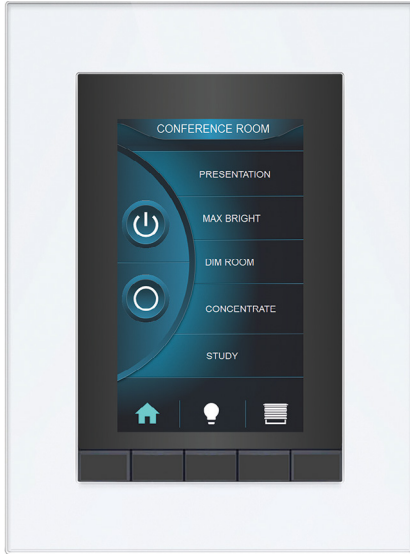 CONFERENCE ROOM
PRESENTATION
MAX BRIGHT
DIM ROOM
CONCENTRATE
STUDY